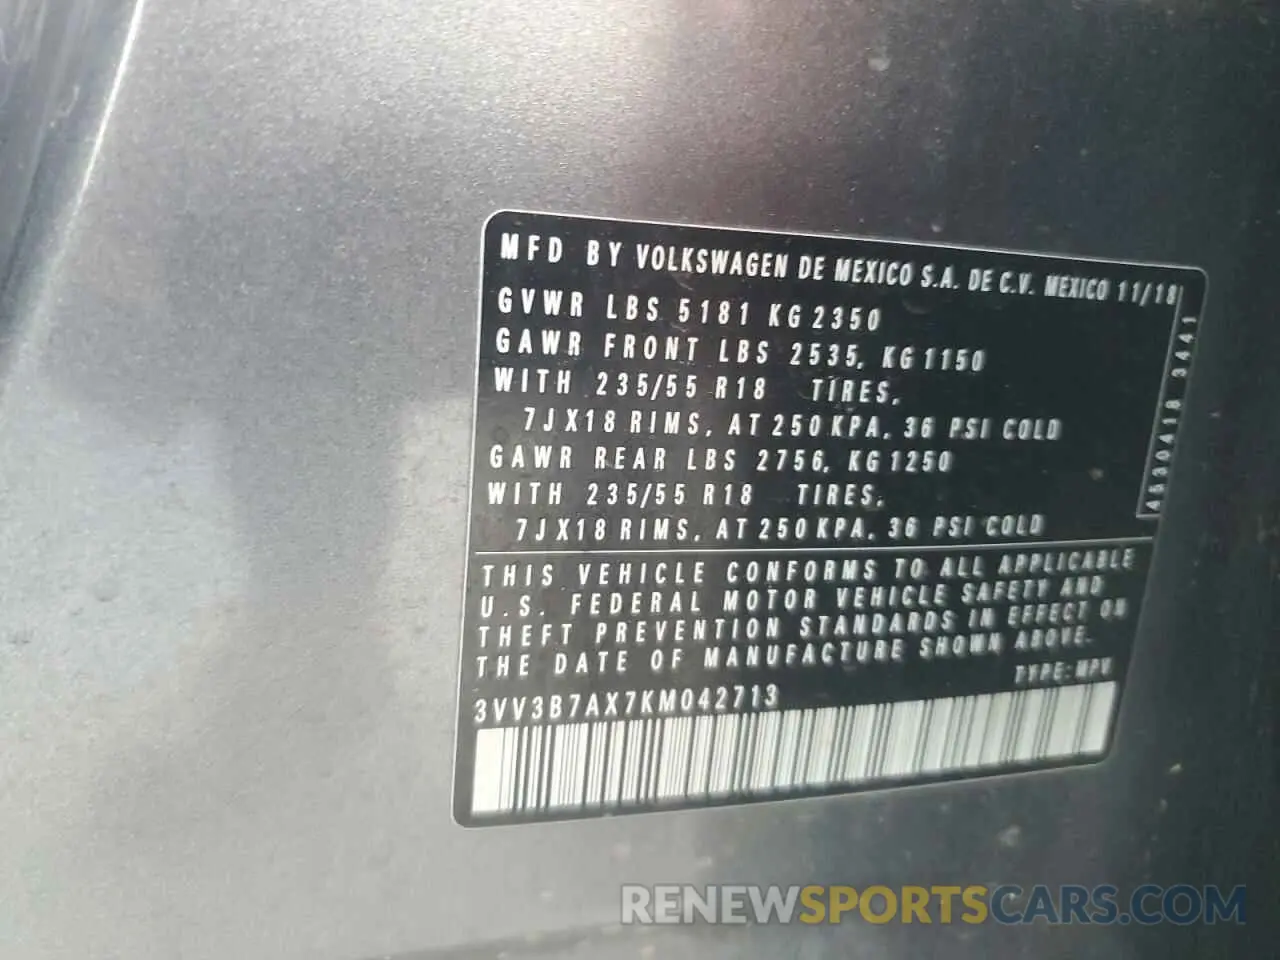 MFD BY VOLKSWAGEN DE MEXICO S.A. DE C.V. MEXICO 11/18
GVWR LBS 5181 KG 2350
GAWR FRONT LBS 2535, KG 1150
WITH 235/55 R18 TIRES,
7JX18 RIMS, AT 250 KPA, 36 PSI COLD
GAWR REAR LBS 2756, KG 1250
WITH 235/55 R18 TIRES,
7JX18 RIMS, AT 250 KPA, 36 PSI COLD
4530418 3441
THIS VEHICLE CONFORMS TO ALL APPLICABLE
U.S. FEDERAL MOTOR VEHICLE SAFETY AND
THEFT PREVENTION STANDARDS IN EFFECT ON
THE DATE OF MANUFACTURE SHOWN ABOVE.
TYPE: MPV
3VV3B7AX7KM042713
RENEWSPORTSCARS.COM